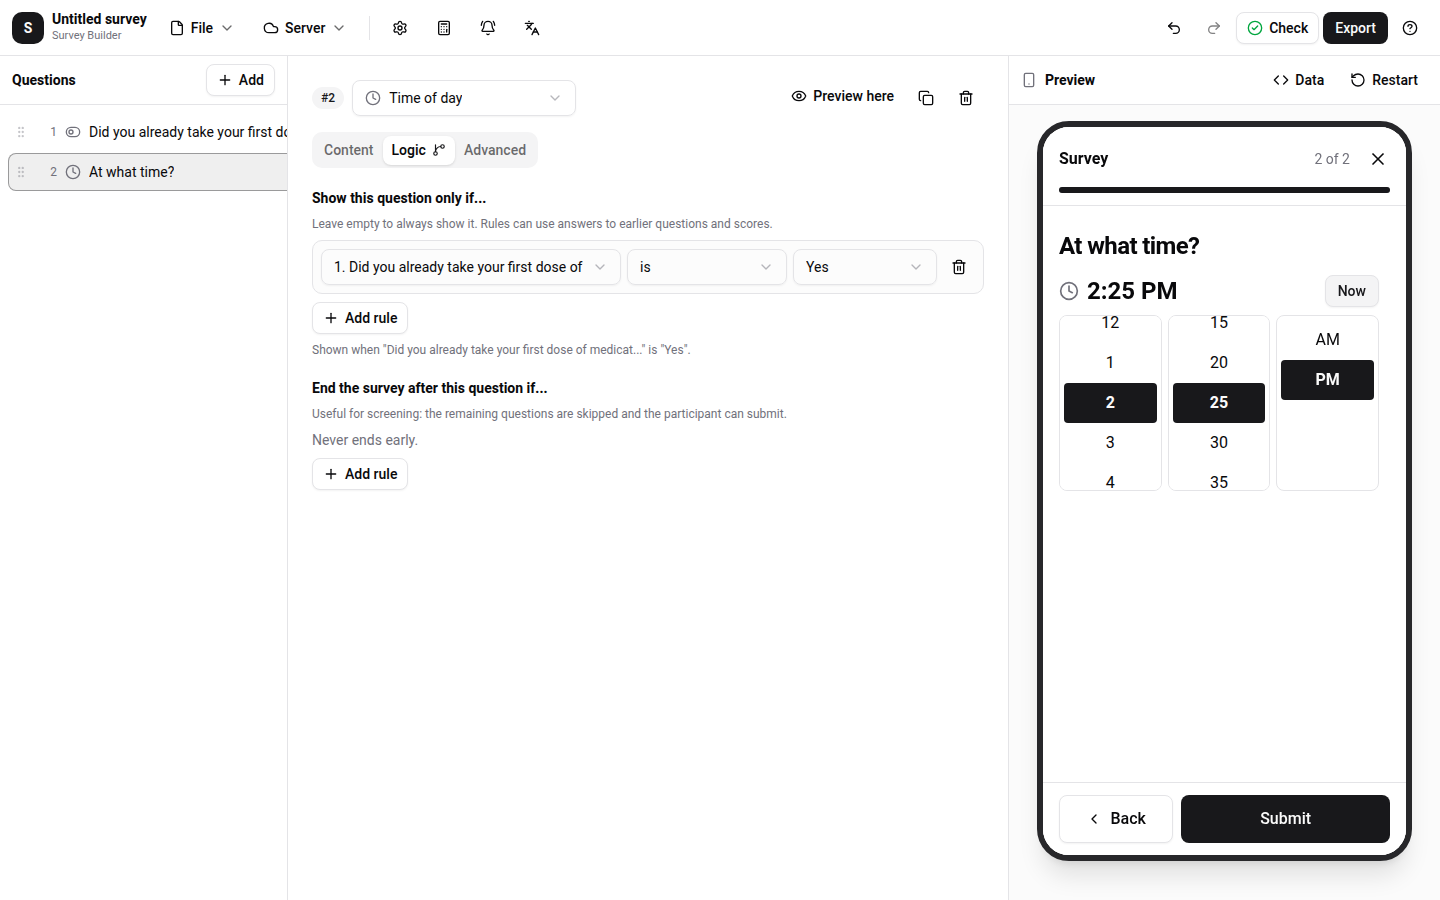 S
Untitled survey
Survey Builder
File
Server
Check
Export
Questions
Add
1 Did you already take your first do
2 At what time?
#2
Time of day
Preview here
Content
Logic
Advanced
Show this question only if...
Leave empty to always show it. Rules can use answers to earlier questions and scores.
1. Did you already take your first dose of
is
Yes
Add rule
Shown when "Did you already take your first dose of medicat..." is "Yes".
End the survey after this question if...
Useful for screening: the remaining questions are skipped and the participant can submit.
Never ends early.
Add rule
Preview
Data
Restart
Survey
2 of 2
At what time?
2:25 PM
Now
12 15
AM
1 20
PM
2 25
3 30
4 35
Back
Submit